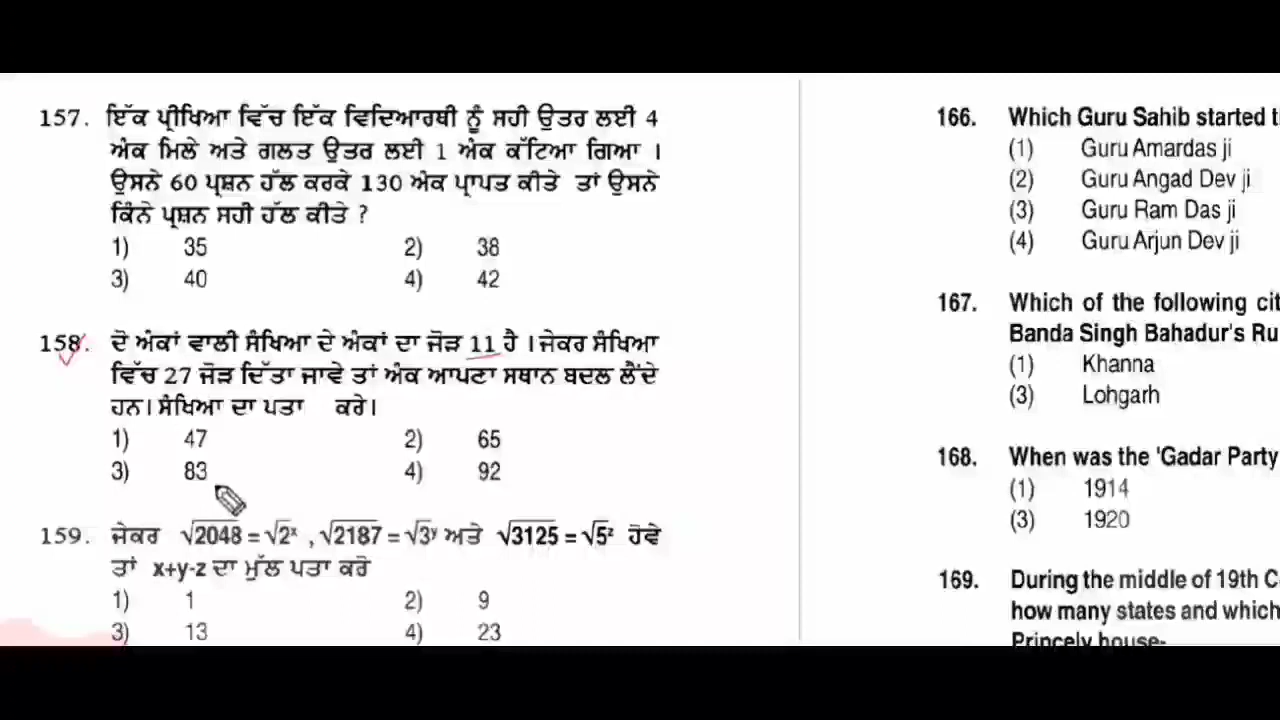 157. ਇੱਕ ਪ੍ਰੀਖਿਆ ਵਿੱਚ ਇੱਕ ਵਿਦਿਆਰਥੀ ਨੂੰ ਸਹੀ ਉਤਰ ਲਈ 4
ਅੰਕ ਮਿਲੇ ਅਤੇ ਗਲਤ ਉਤਰ ਲਈ 1 ਅੰਕ ਕੱਟਿਆ ਗਿਆ ।
ਉਸਨੇ 60 ਪ੍ਰਸ਼ਨ ਹੱਲ ਕਰਕੇ 130 ਅੰਕ ਪ੍ਰਾਪਤ ਕੀਤੇ ਤਾਂ ਉਸਨੇ
ਕਿੰਨੇ ਪ੍ਰਸ਼ਨ ਸਹੀ ਹੱਲ ਕੀਤੇ ?
1) 35 2) 38
3) 40 4) 42
158. ਦੋ ਅੰਕਾਂ ਵਾਲੀ ਸੰਖਿਆ ਦੇ ਅੰਕਾਂ ਦਾ ਜੋੜ 11 ਹੈ । ਜੇਕਰ ਸੰਖਿਆ
ਵਿੱਚ 27 ਜੋੜ ਦਿੱਤਾ ਜਾਵੇ ਤਾਂ ਅੰਕ ਆਪਣਾ ਸਥਾਨ ਬਦਲ ਲੈਂਦੇ
ਹਨ। ਸੰਖਿਆ ਦਾ ਪਤਾ ਕਰੇ।
1) 47 2) 65
3) 83 4) 92
159. ਜੇਕਰ √2048 = √2ˣ , √2187 = √3ʸ ਅਤੇ √3125 = √5ᶻ ਹੋਵੇ
ਤਾਂ x+y-z ਦਾ ਮੁੱਲ ਪਤਾ ਕਰੋ
1) 1 2) 9
3) 13 4) 23
166. Which Guru Sahib started
(1) Guru Amardas ji
(2) Guru Angad Dev ji
(3) Guru Ram Das ji
(4) Guru Arjun Dev ji
167. Which of the following
Banda Singh Bahadur's
(1) Khanna
(3) Lohgarh
168. When was the 'Gadar Party
(1) 1914
(3) 1920
169. During the middle of 19th
how many states and which
Princely house-